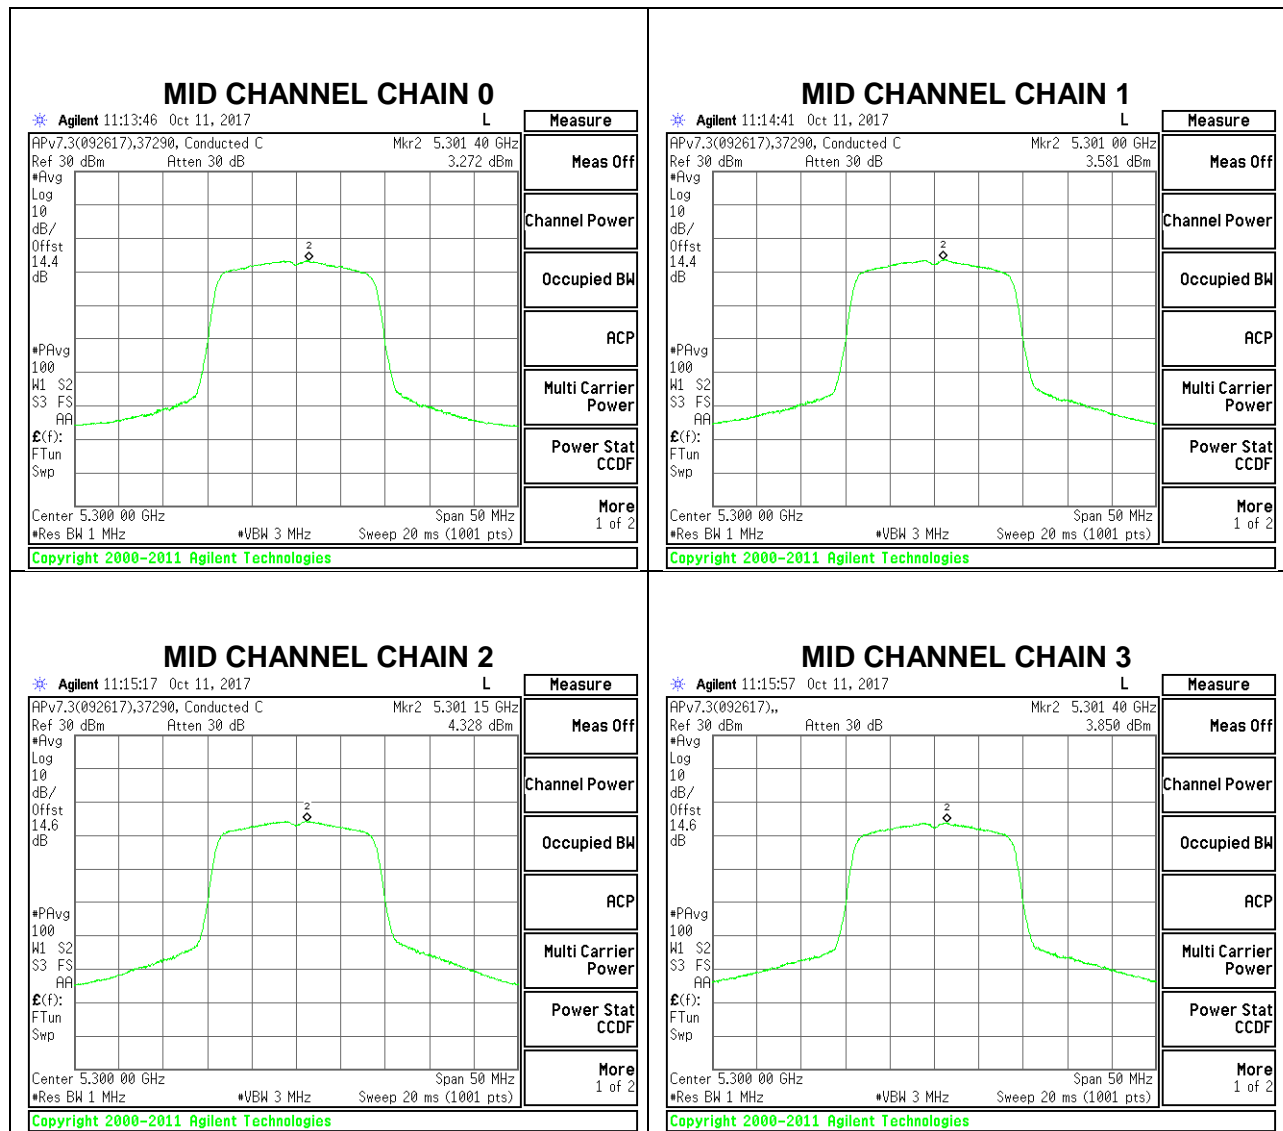 MID CHANNEL CHAIN 0
Agilent 11:13:46 Oct 11, 2017 L
Measure
APv7.3(092617),37290, Conducted C Mkr2 5.301 40 GHz
Ref 30 dBm Atten 30 dB 3.272 dBm
#Avg
Log
10
dB/
Offst
14.4
dB
2
#PAvg
100
W1 S2
S3 FS
AA
£(f):
FTun
Swp
Center 5.300 00 GHz Span 50 MHz
#Res BW 1 MHz #VBW 3 MHz Sweep 20 ms (1001 pts)
Meas Off
Channel Power
Occupied BW
ACP
Multi Carrier
Power
Power Stat
CCDF
More
1 of 2
Copyright 2000-2011 Agilent Technologies
MID CHANNEL CHAIN 1
Agilent 11:14:41 Oct 11, 2017 L
Measure
APv7.3(092617),37290, Conducted C Mkr2 5.301 00 GHz
Ref 30 dBm Atten 30 dB 3.581 dBm
#Avg
Log
10
dB/
Offst
14.4
dB
2
#PAvg
100
W1 S2
S3 FS
AA
£(f):
FTun
Swp
Center 5.300 00 GHz Span 50 MHz
#Res BW 1 MHz #VBW 3 MHz Sweep 20 ms (1001 pts)
Meas Off
Channel Power
Occupied BW
ACP
Multi Carrier
Power
Power Stat
CCDF
More
1 of 2
Copyright 2000-2011 Agilent Technologies
MID CHANNEL CHAIN 2
Agilent 11:15:17 Oct 11, 2017 L
Measure
APv7.3(092617),37290, Conducted C Mkr2 5.301 15 GHz
Ref 30 dBm Atten 30 dB 4.328 dBm
#Avg
Log
10
dB/
Offst
14.6
dB
2
#PAvg
100
W1 S2
S3 FS
AA
£(f):
FTun
Swp
Center 5.300 00 GHz Span 50 MHz
#Res BW 1 MHz #VBW 3 MHz Sweep 20 ms (1001 pts)
Meas Off
Channel Power
Occupied BW
ACP
Multi Carrier
Power
Power Stat
CCDF
More
1 of 2
Copyright 2000-2011 Agilent Technologies
MID CHANNEL CHAIN 3
Agilent 11:15:57 Oct 11, 2017 L
Measure
APv7.3(092617),, Mkr2 5.301 40 GHz
Ref 30 dBm Atten 30 dB 3.850 dBm
#Avg
Log
10
dB/
Offst
14.6
dB
2
#PAvg
100
W1 S2
S3 FS
AA
£(f):
FTun
Swp
Center 5.300 00 GHz Span 50 MHz
#Res BW 1 MHz #VBW 3 MHz Sweep 20 ms (1001 pts)
Meas Off
Channel Power
Occupied BW
ACP
Multi Carrier
Power
Power Stat
CCDF
More
1 of 2
Copyright 2000-2011 Agilent Technologies